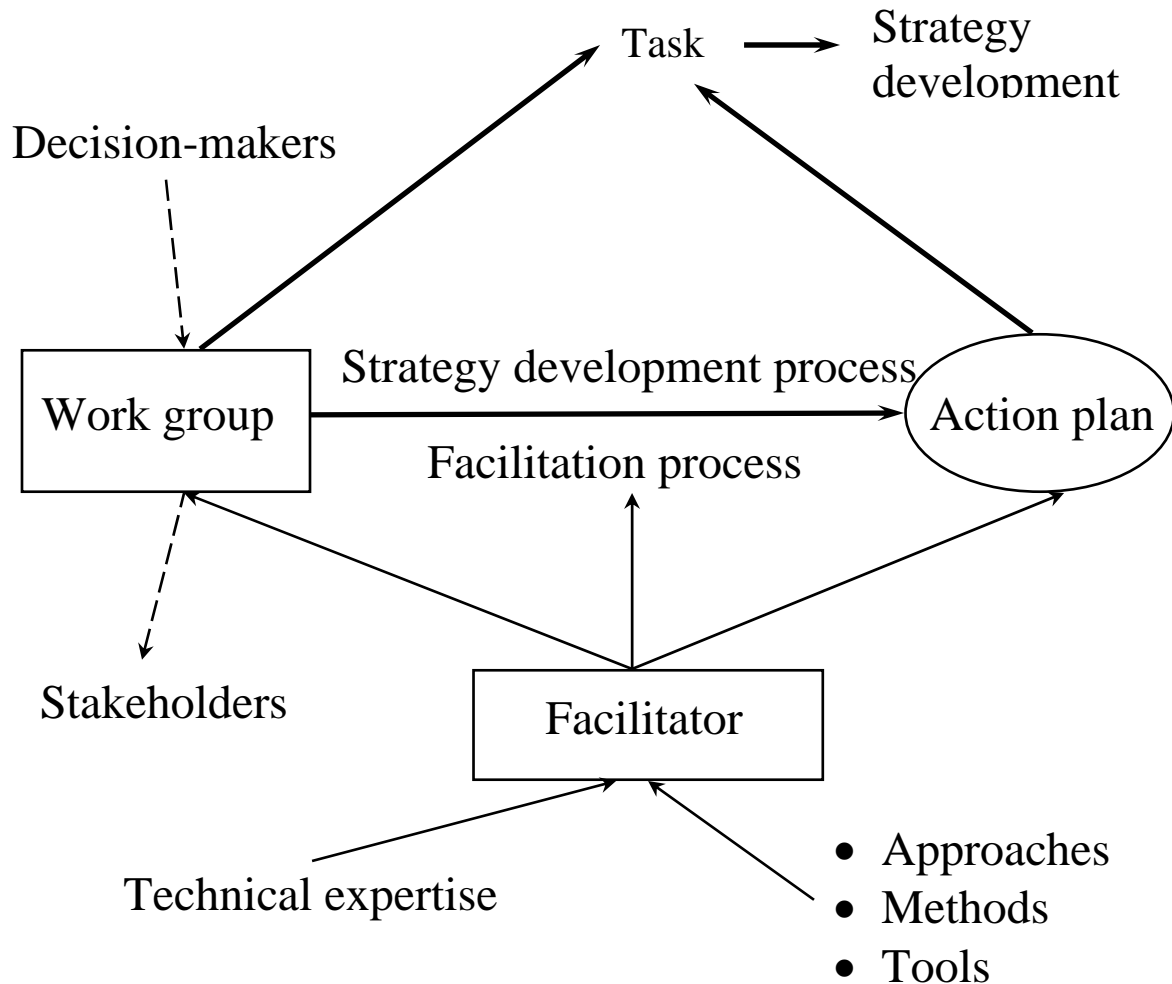 Task
Strategy
development
Decision-makers
Strategy development process
Work group
Action plan
Facilitation process
Stakeholders
Facilitator
Technical expertise
• Approaches
• Methods
• Tools